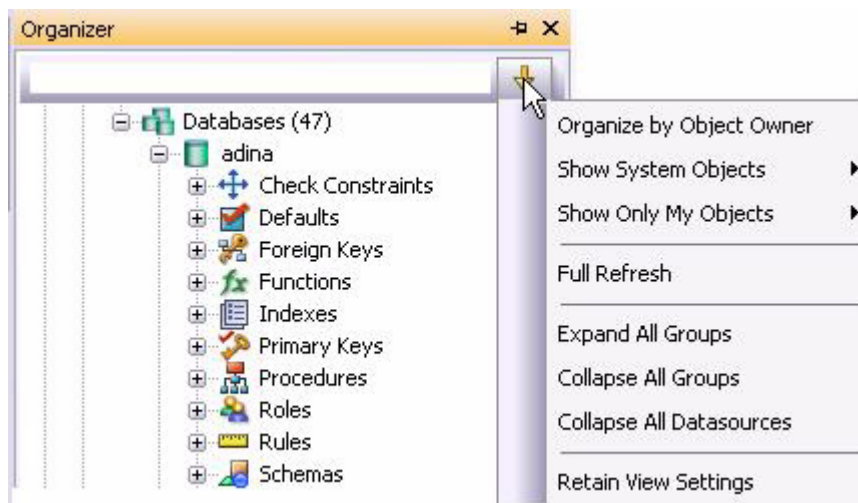 Organizer
Databases (47)
adina
Check Constraints
Defaults
Foreign Keys
fx Functions
Indexes
Primary Keys
Procedures
Roles
Rules
Schemas
Organize by Object Owner
Show System Objects
Show Only My Objects
Full Refresh
Expand All Groups
Collapse All Groups
Collapse All Datasources
Retain View Settings